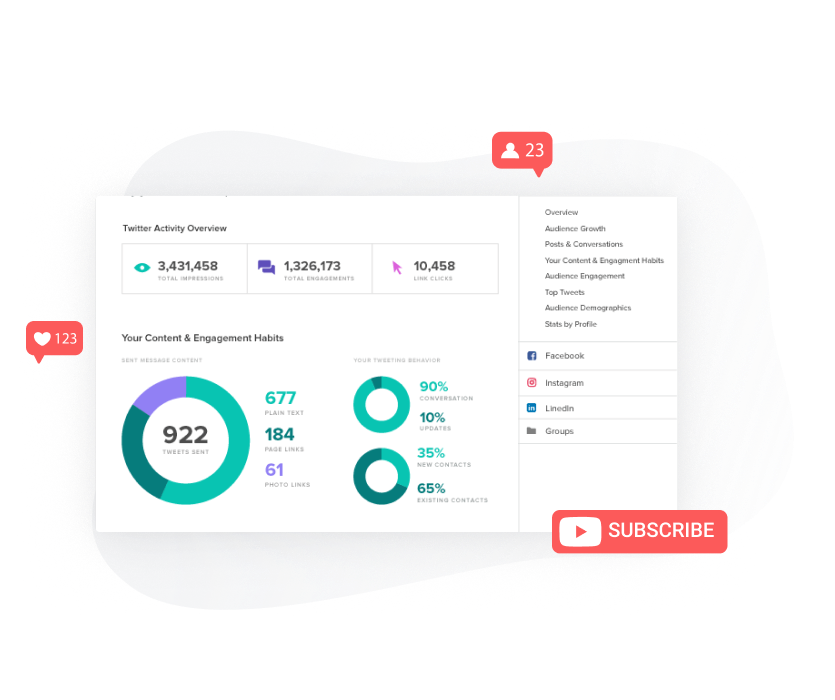 23
Twitter Activity Overview
3,431,458
TOTAL IMPRESSIONS
1,326,173
TOTAL ENGAGEMENTS
10,458
LINK CLICKS
123
Your Content & Engagement Habits
SENT MESSAGE CONTENT
922
TWEETS SENT
677
PLAIN TEXT
184
PAGE LINKS
61
PHOTO LINKS
YOUR TWEETING BEHAVIOR
90%
CONVERSATION
10%
UPDATES
35%
NEW CONTACTS
65%
EXISTING CONTACTS
Overview
Audience Growth
Posts & Conversations
Your Content & Engagment Habits
Audience Engagement
Top Tweets
Audience Demographics
Stats by Profile
Facebook
Instagram
LinedIn
Groups
SUBSCRIBE